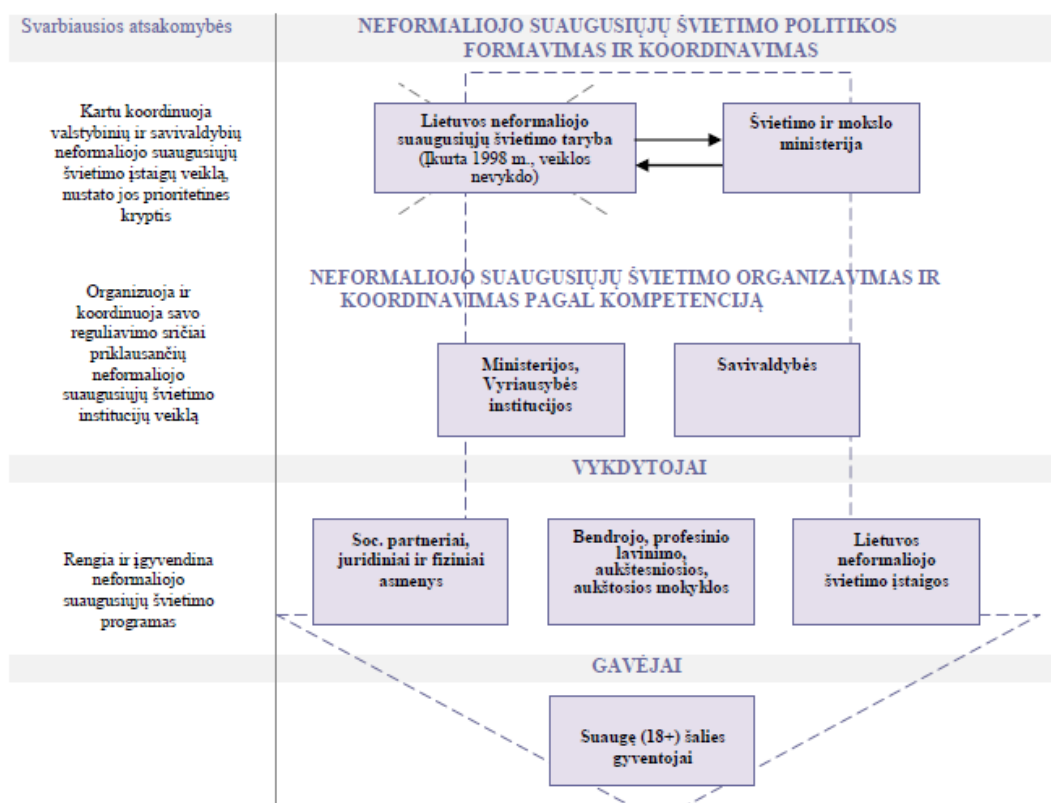 Svarbiausios atsakomybės
NEFORMALIOJO SUAUGUSIŲJŲ ŠVIETIMO POLITIKOS
FORMAVIMAS IR KOORDINAVIMAS
Kartu koordinuoja
valstybinių ir savivaldybių
neformaliojo suaugusiųjų
švietimo įstaigų veiklą,
nustato jos prioritetines
kryptis
Lietuvos neformaliojo
suaugusiųjų švietimo taryba
(Įkurta 1998 m., veiklos
nevykdo)
Švietimo ir mokslo
ministerija
NEFORMALIOJO SUAUGUSIŲJŲ ŠVIETIMO ORGANIZAVIMAS IR
KOORDINAVIMAS PAGAL KOMPETENCIJĄ
Organizuoja ir
koordinuoja savo
reguliavimo sričiai
priklausančių
neformaliojo
suaugusiųjų švietimo
institucijų veiklą
Ministerijos,
Vyriausybės
institucijos
Savivaldybės
VYKDYTOJAI
Rengia ir įgyvendina
neformaliojo
suaugusiųjų švietimo
programas
Soc. partneriai,
juridiniai ir fiziniai
asmenys
Bendrojo, profesinio
lavinimo,
aukštesniosios,
aukštosios mokyklos
Lietuvos
neformaliojo
švietimo įstaigos
GAVĖJAI
Suaugę (18+) šalies
gyventojai